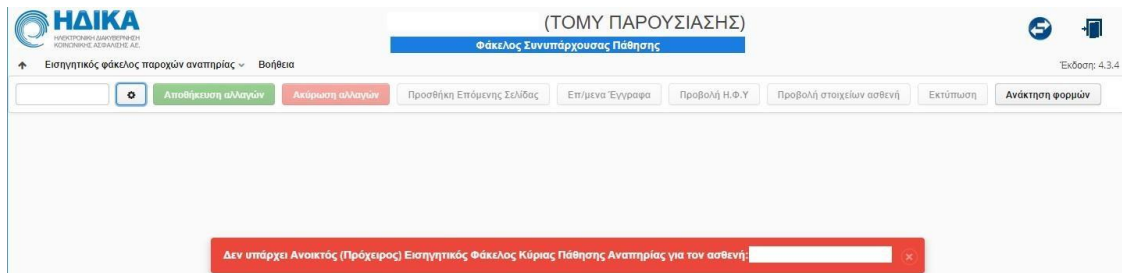 ΗΔΙΚΑ
ΗΛΕΚΤΡΟΝΙΚΗ ΔΙΑΚΥΒΕΡΝΗΣΗ
ΚΟΙΝΩΝΙΚΗΣ ΑΣΦΑΛΙΣΗΣ ΑΕ.
(ΤΟΜΥ ΠΑΡΟΥΣΙΑΣΗΣ)
Φάκελος Συνυπάρχουσας Πάθησης
Εισηγητικός φάκελος παροχών αναπηρίας Βοήθεια Έκδοση: 4.3.4
Αποθήκευση αλλαγών Ακύρωση αλλαγών Προσθήκη Επόμενης Σελίδας Επ/μενα Έγγραφα Προβολή Η.Φ.Υ Προβολή στοιχείων ασθενή Εκτύπωση Ανάκτηση φορμών
Δεν υπάρχει Ανοικτός (Πρόχειρος) Εισηγητικός Φάκελος Κύριας Πάθησης Αναπηρίας για τον ασθενή: